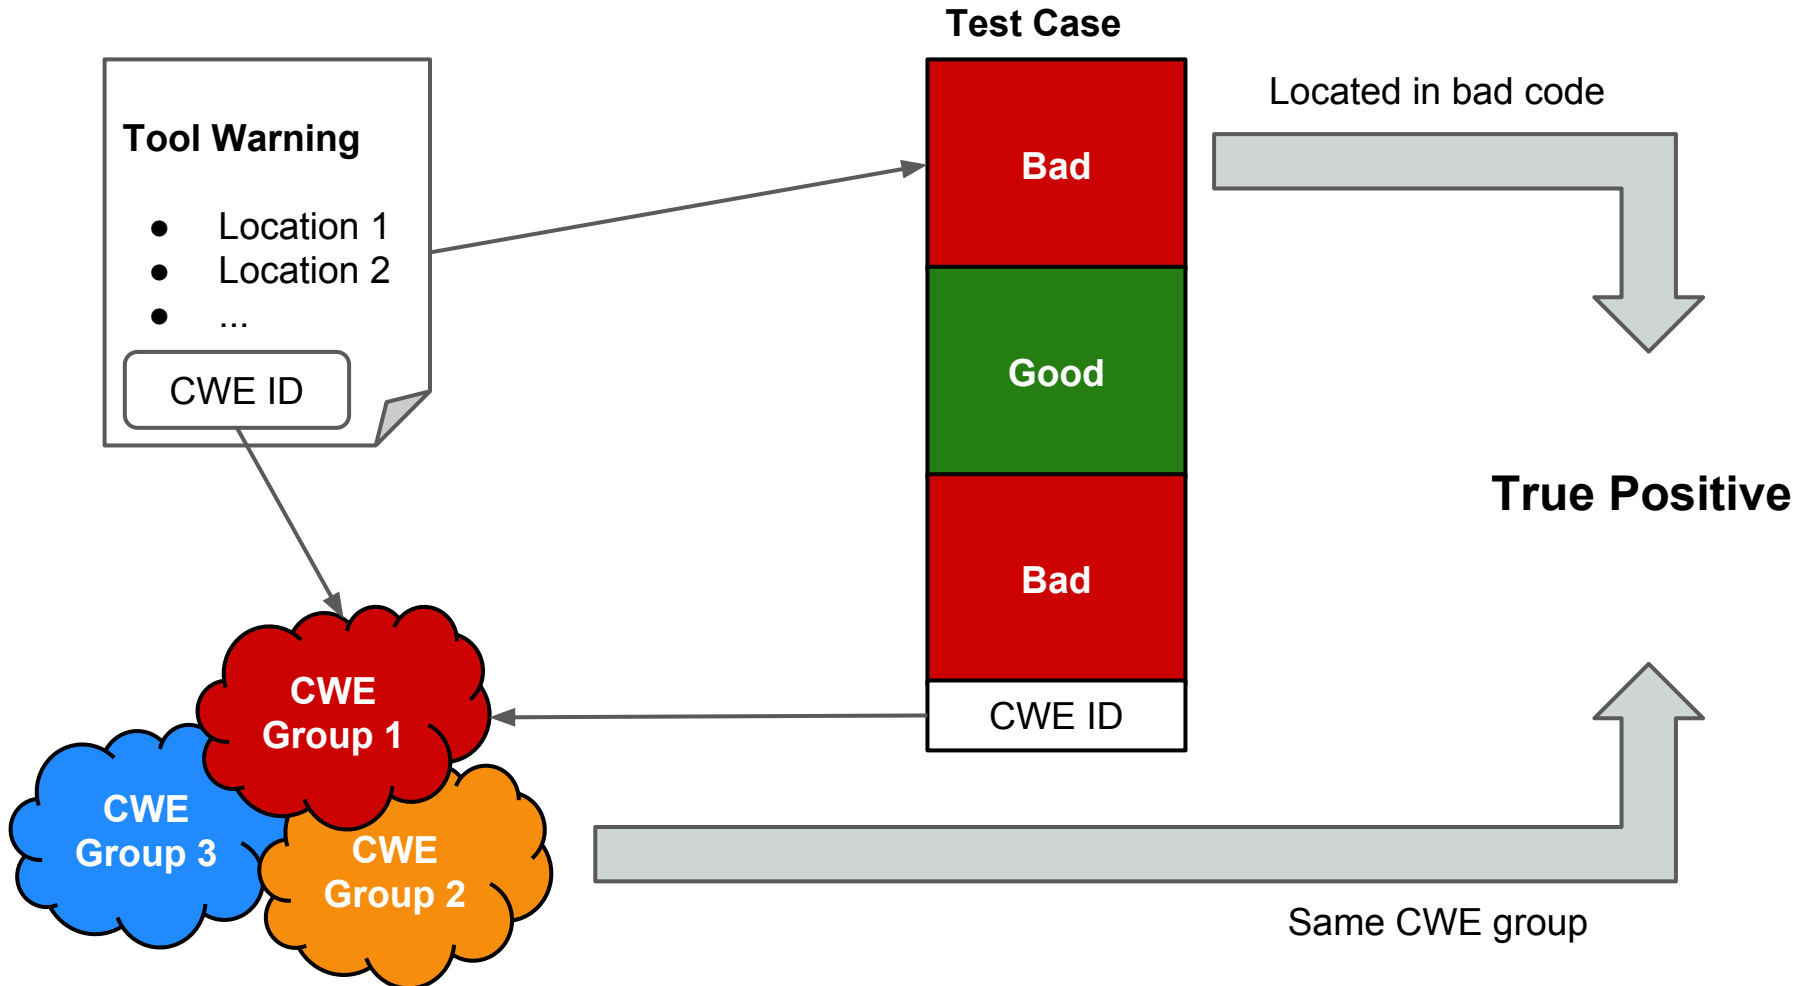 Test Case
Located in bad code
Tool Warning
● Location 1
● Location 2
● ...
CWE ID
Bad
Good
Bad
CWE ID
True Positive
CWE
Group 1
CWE
Group 3
CWE
Group 2
Same CWE group